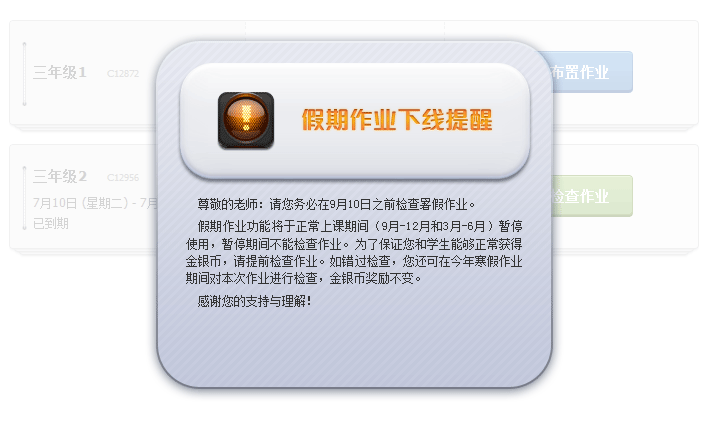 三年级1 C12872
布置作业
假期作业下线提醒
三年级2 C12956
7月10日(星期二) - 7
已到期
检查作业
尊敬的老师：请您务必在9月10日之前检查署假作业。
假期作业功能将于正常上课期间（9月-12月和3月-6月）暂停
使用，暂停期间不能检查作业。为了保证您和学生能够正常获得
金银币，请提前检查作业。如错过检查，您还可在今年寒假作业
期间对本次作业进行检查，金银币奖励不变。
感谢您的支持与理解！